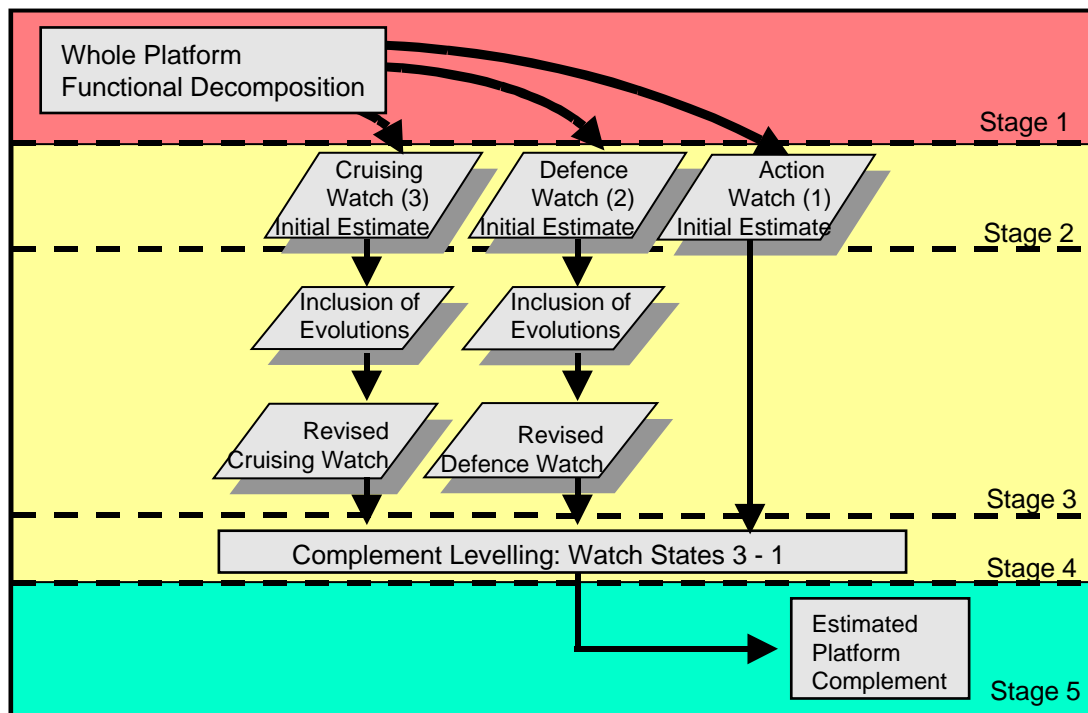 Whole Platform
Functional Decomposition
Stage 1
Cruising
Watch (3)
Initial Estimate
Defence
Watch (2)
Initial Estimate
Action
Watch (1)
Initial Estimate
Stage 2
Inclusion of
Evolutions
Inclusion of
Evolutions
Revised
Cruising Watch
Revised
Defence Watch
Stage 3
Complement Levelling: Watch States 3 - 1
Stage 4
Estimated
Platform
Complement
Stage 5